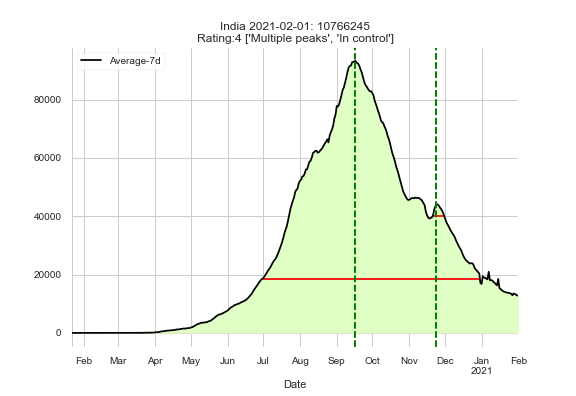 India 2021-02-01: 10766245
Rating:4 ['Multiple peaks', 'In control']
Average-7d
80000
60000
40000
20000
0
Feb Mar Apr May Jun Jul Aug Sep Oct Nov Dec Jan Feb
2021
Date